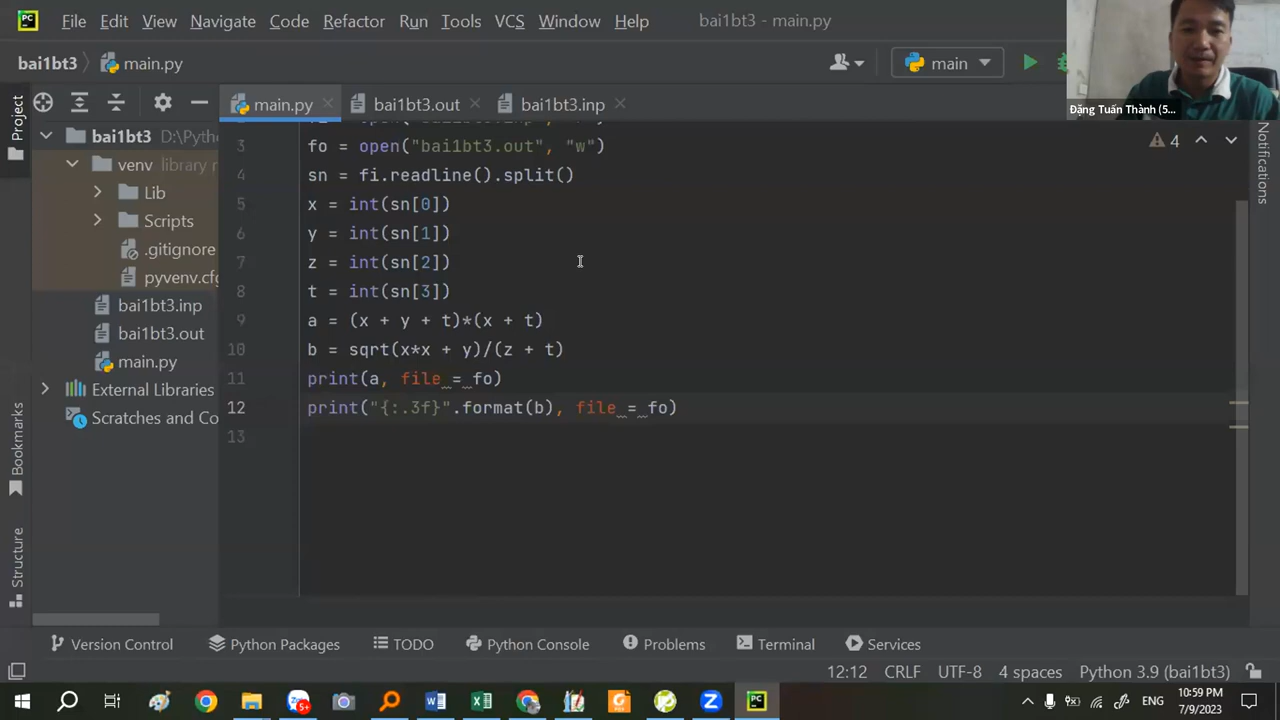 PC File Edit View Navigate Code Refactor Run Tools VCS Window Help bai1bt3 - main.py
bai1bt3 main.py main
Đặng Tuấn Thành (5...
Project main.py bai1bt3.out bai1bt3.inp
bai1bt3 D:\Pytho
venv library
Lib
Scripts
.gitignore
pyvenv.cfg
bai1bt3.inp
bai1bt3.out
main.py
External Libraries
Scratches and Co
4
3 fo = open("bai1bt3.out", "w")
4 sn = fi.readline().split()
5 x = int(sn[0])
6 y = int(sn[1])
7 z = int(sn[2])
8 t = int(sn[3])
9 a = (x + y + t)*(x + t)
10 b = sqrt(x*x + y)/(z + t)
11 print(a, file = fo)
12 print("{:.3f}".format(b), file = fo)
13
Notifications
Bookmarks
Structure
Version Control Python Packages TODO Python Console Problems Terminal Services
12:12 CRLF UTF-8 4 spaces Python 3.9 (bai1bt3)
ENG 10:59 PM
7/9/2023